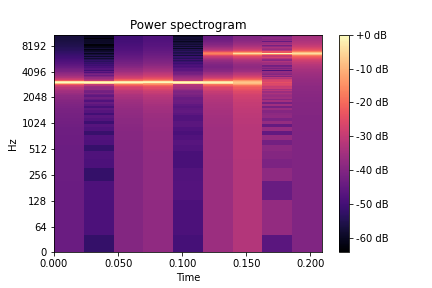 Power spectrogram
8192
4096
2048
1024
512
256
128
64
0
Hz
0.000 0.050 0.100 0.150 0.200
Time
+0 dB
-10 dB
-20 dB
-30 dB
-40 dB
-50 dB
-60 dB